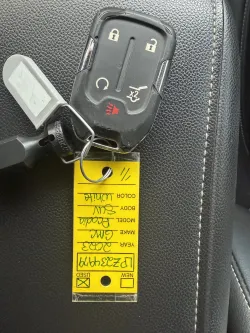 NEW
USED
YEAR 2023
MAKE GMC
MODEL Acadia
BODY SUV
COLOR White